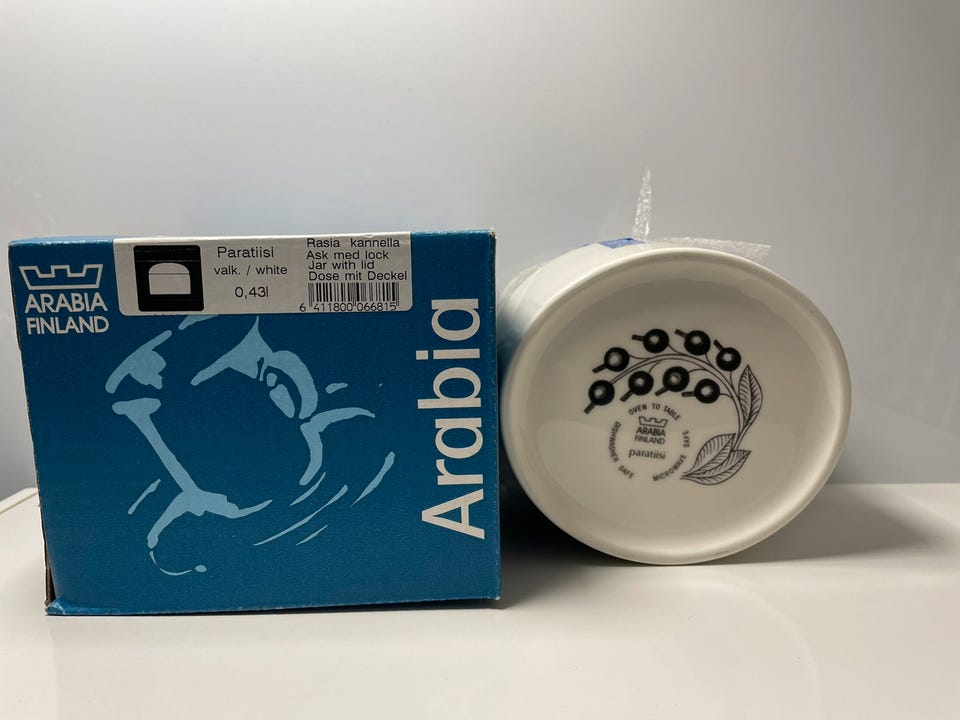 ARABIA
FINLAND
Paratiisi
valk. / white
0,43l
Rasia kannella
Ask med lock
Jar with lid
Dose mit Deckel
6 411800 066815
Arabia
OVEN TO TABLE
MICROWAVE SAFE
DISHWASHER SAFE
ARABIA
FINLAND
paratiisi